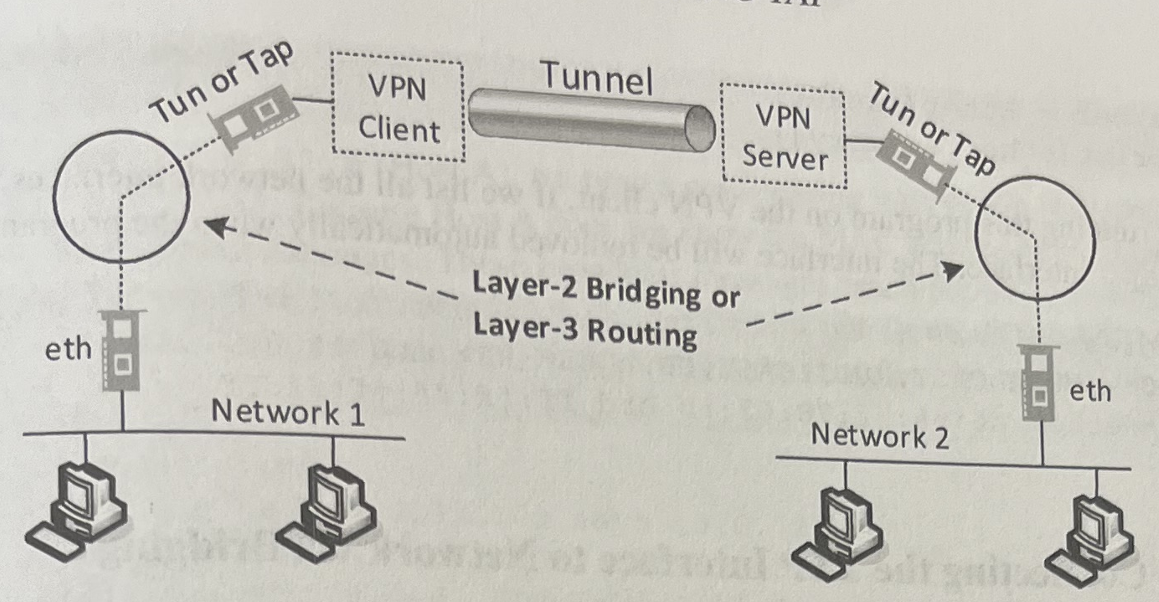 Tun or Tap
VPN
Client
Tunnel
VPN
Server
Tun or Tap
Layer-2 Bridging or
Layer-3 Routing
eth
Network 1
eth
Network 2